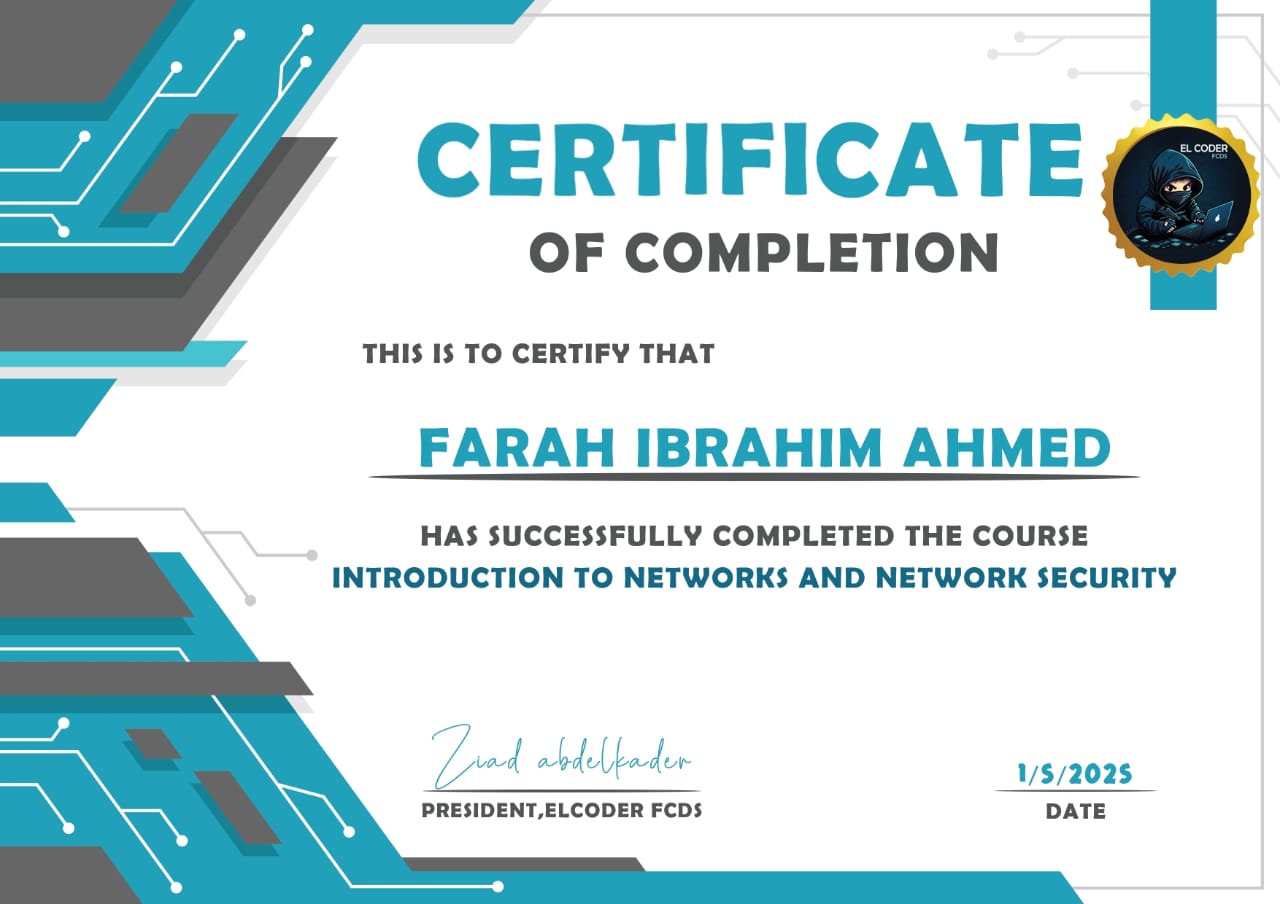 CERTIFICATE
EL CODER
FCDS
OF COMPLETION
THIS IS TO CERTIFY THAT
FARAH IBRAHIM AHMED
HAS SUCCESSFULLY COMPLETED THE COURSE
INTRODUCTION TO NETWORKS AND NETWORK SECURITY
Ziad abdelkader
PRESIDENT,ELCODER FCDS
1/5/2025
DATE